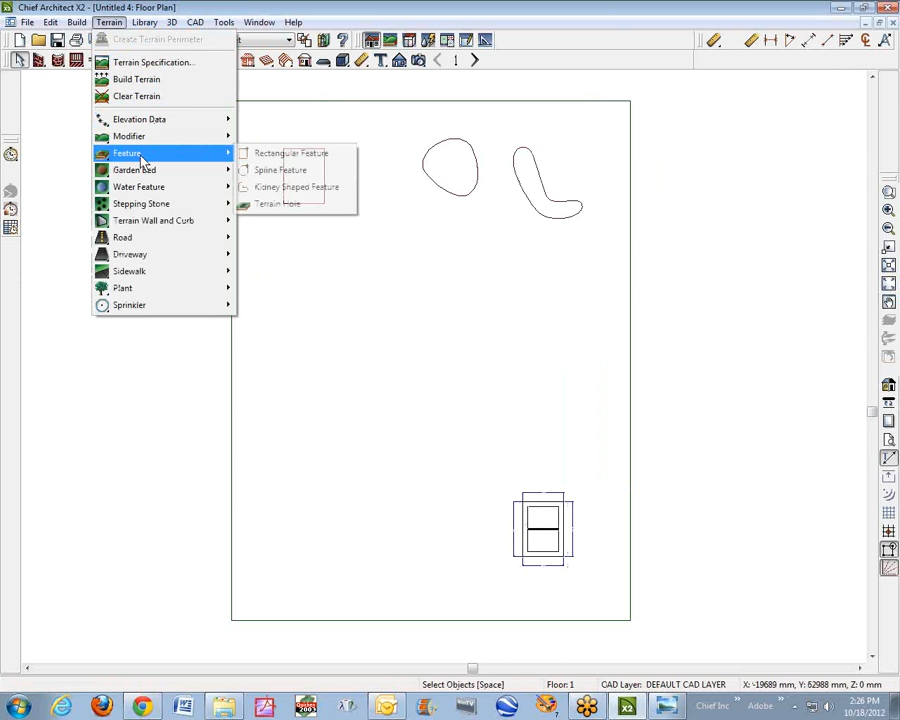 Chief Architect X2 - [Untitled 4: Floor Plan]
File Edit Build Terrain Library 3D CAD Tools Window Help
Create Terrain Perimeter
Terrain Specification...
Build Terrain
Clear Terrain
Elevation Data
Modifier
Feature
Garden Bed
Water Feature
Stepping Stone
Terrain Wall and Curb
Road
Driveway
Sidewalk
Plant
Sprinkler
Rectangular Feature
Spline Feature
Kidney Shaped Feature
Terrain Hole
1
Select Objects [Space] Floor: 1 CAD Layer: DEFAULT CAD LAYER X: -19689 mm, Y: 62988 mm, Z: 0 mm
Chief Inc Adobe 2:26 PM
10/18/2012